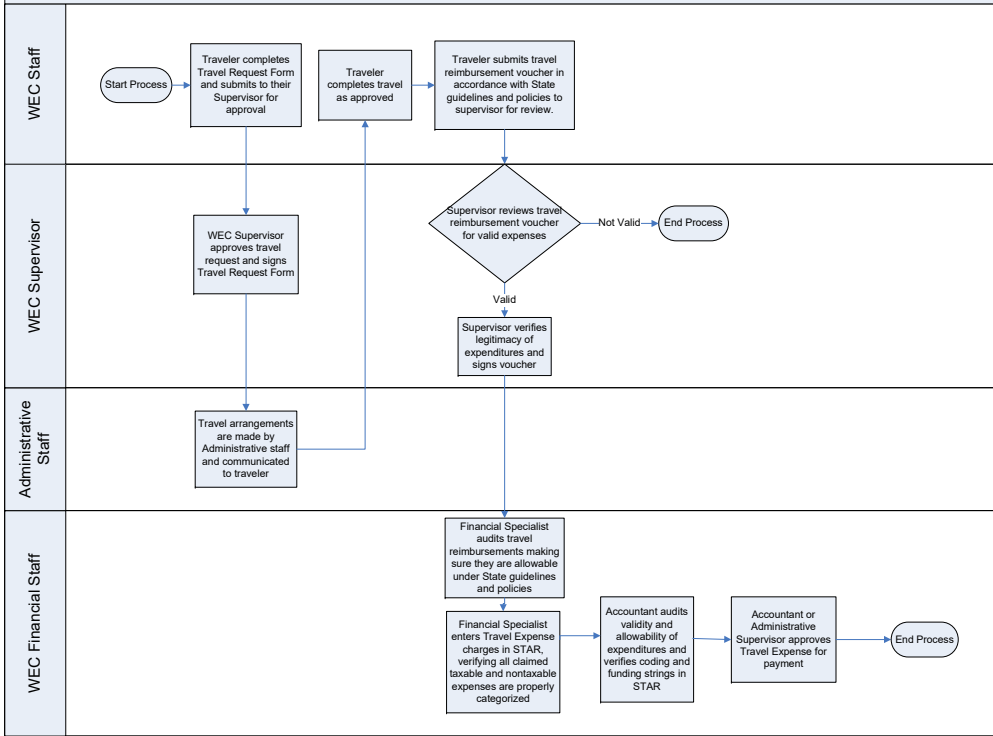 WEC Staff
Start Process
Traveler completes
Travel Request Form
and submits to their
Supervisor for
approval
Traveler
completes travel
as approved
Traveler submits travel
reimbursement voucher in
accordance with State
guidelines and policies to
supervisor for review.
WEC Supervisor
WEC Supervisor
approves travel
request and signs
Travel Request Form
Supervisor reviews travel
reimbursement voucher
for valid expenses
Not Valid
End Process
Valid
Supervisor verifies
legitimacy of
expenditures and
signs voucher
Administrative
Staff
Travel arrangements
are made by
Administrative staff
and communicated
to traveler
WEC Financial Staff
Financial Specialist
audits travel
reimbursements making
sure they are allowable
under State guidelines
and policies
Financial Specialist
enters Travel Expense
charges in STAR,
verifying all claimed
taxable and nontaxable
expenses are properly
categorized
Accountant audits
validity and
allowability of
expenditures and
verifies coding and
funding strings in
STAR
Accountant or
Administrative
Supervisor approves
Travel Expense for
payment
End Process